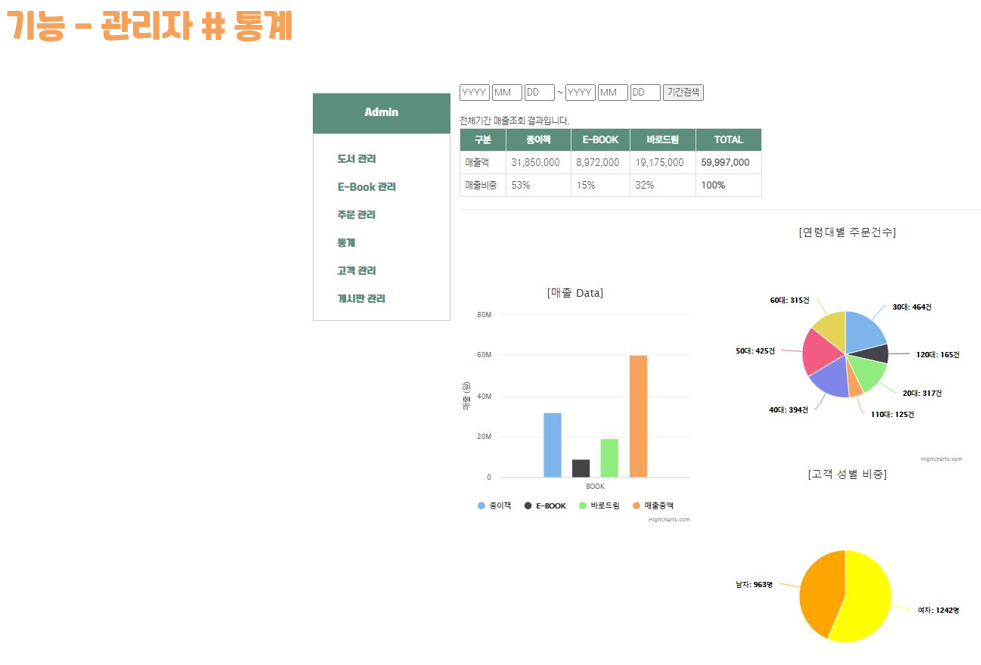 기능 - 관리자 # 통계
Admin
도서 관리
E-Book 관리
주문 관리
통계
고객 관리
게시판 관리
YYYY MM DD ~ YYYY MM DD 기간검색
전체기간 매출조회 결과입니다.
구분 종이책 E-BOOK 바로드림 TOTAL
매출액 31,850,000 8,972,000 19,175,000 59,997,000
매출비중 53% 15% 32% 100%
[매출 Data]
매출 (원)
80M
60M
40M
20M
0
BOOK
종이책 E-BOOK 바로드림 매출총액
Highcharts.com
[연령대별 주문건수]
60대: 315건
30대: 464건
50대: 425건
120대: 165건
20대: 317건
40대: 394건
110대: 125건
Highcharts.com
[고객 성별 비중]
남자: 963명
여자: 1242명